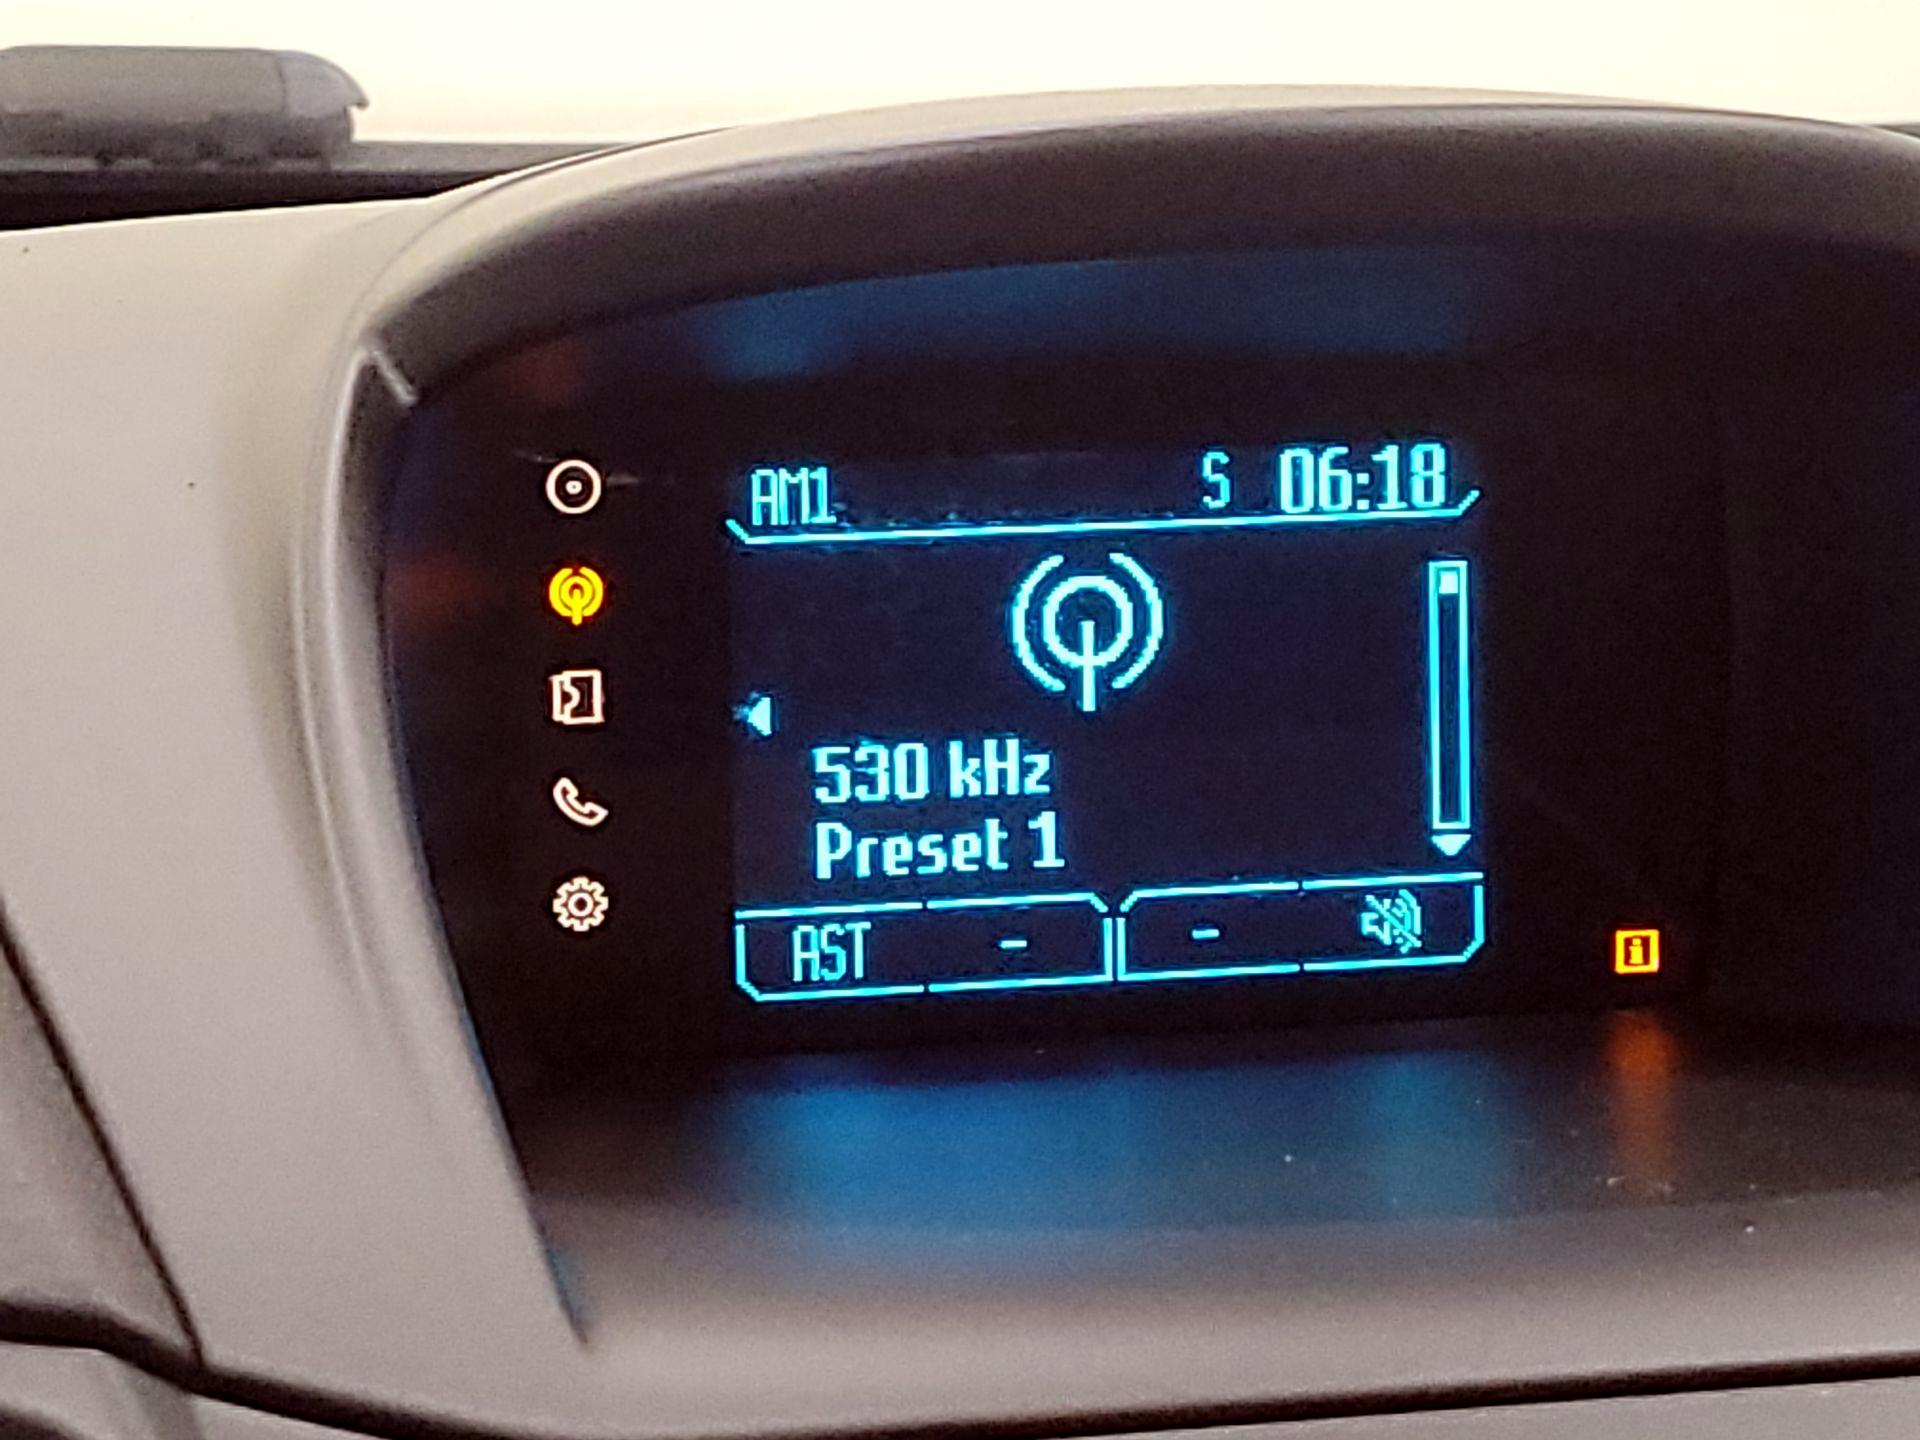 AM1 S 06:18
530 kHz
Preset 1
AST - -
i